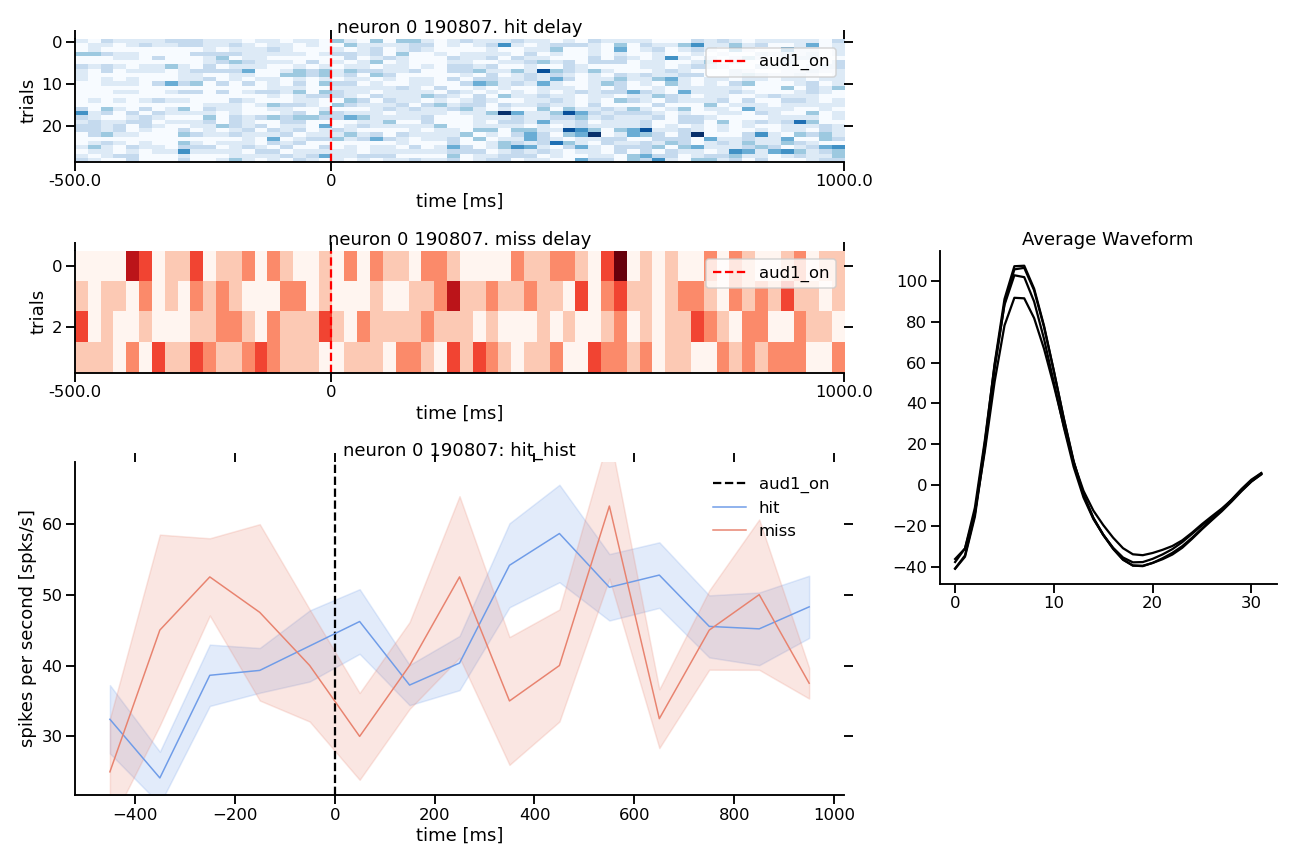 neuron 0 190807. hit delay
aud1_on
trials
0
10
20
-500.0
0
1000.0
time [ms]
neuron 0 190807. miss delay
aud1_on
trials
0
2
-500.0
0
1000.0
time [ms]
neuron 0 190807: hit_hist
aud1_on
hit
miss
spikes per second [spks/s]
60
50
40
30
−400
−200
0
200
400
600
800
1000
time [ms]
Average Waveform
100
80
60
40
20
0
−20
−40
0
10
20
30